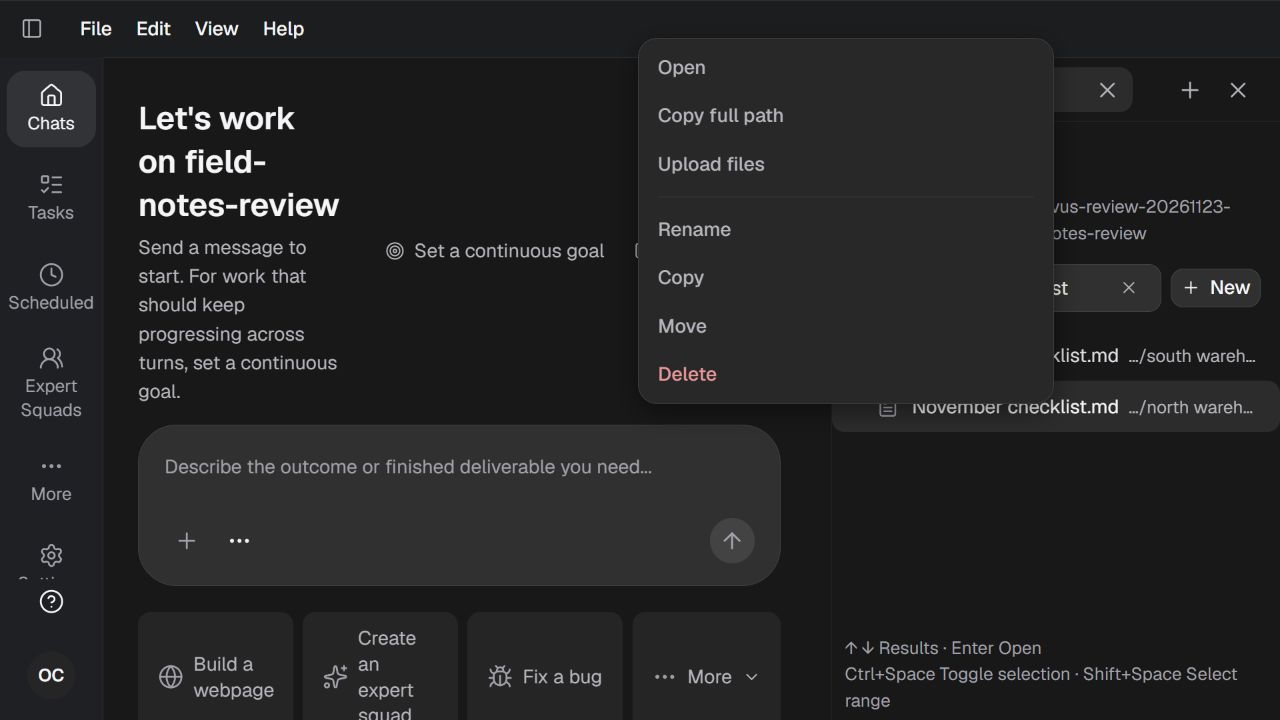 File Edit View Help
Chats
Tasks
Scheduled
Expert
Squads
More
OC
Let's work
on field-
notes-review
Send a message to
start. For work that
should keep
progressing across
turns, set a continuous
goal.
Set a continuous goal
Describe the outcome or finished deliverable you need...
Build a
webpage
Create
an
expert
squad
Fix a bug
More
Open
Copy full path
Upload files
Rename
Copy
Move
Delete
vus-review-20261123-
otes-review
st
New
klist.md .../south wareh...
November checklist.md .../north wareh...
↑↓ Results · Enter Open
Ctrl+Space Toggle selection · Shift+Space Select
range